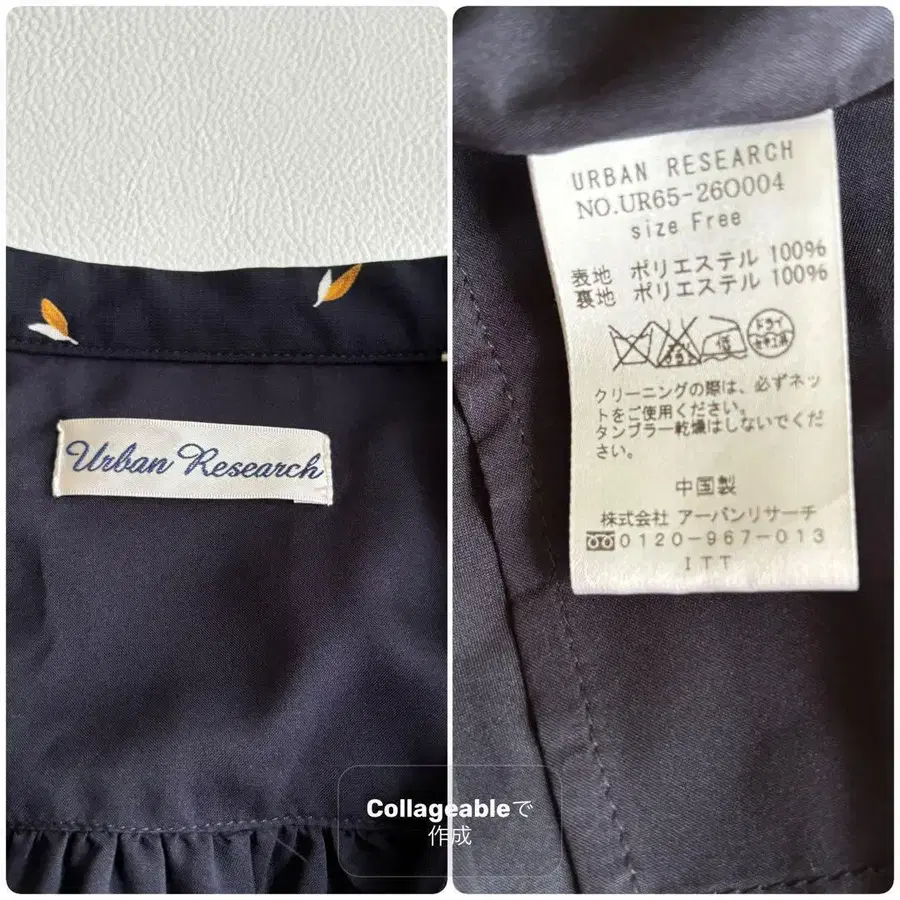 Urban Research
URBAN RESEARCH
NO.UR65-26O004
size Free
表地 ポリエステル 100%
裏地 ポリエステル 100%
低
ドライ
クリーニングの際は、必ずネッ
トをご使用ください。
タンブラー乾燥はしないでくだ
さい。
中国製
株式会社 アーバンリサーチ
0120-967-013
ITT
Collageableで
作成